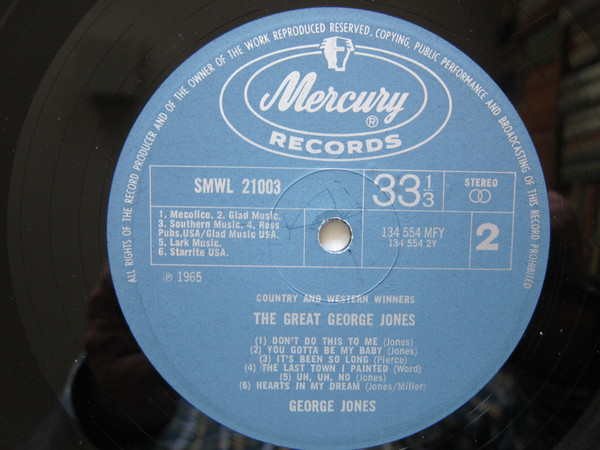 ALL RIGHTS OF THE RECORD PRODUCER AND OF THE OWNER OF THE WORK REPRODUCED RESERVED. COPYING, PUBLIC PERFORMANCE AND BROADCASTING OF THIS RECORD PROHIBITED
Mercury ®
RECORDS
SMWL 21003
33 1/3
STEREO
1. Mecolico. 2. Glad Music.
3. Southern Music. 4. Ross
Pubs.USA/Glad Music USA.
5. Lark Music.
6. Starrite USA.
134 554 MFY
134 554 2Y
2
℗ 1965
COUNTRY AND WESTERN WINNERS
THE GREAT GEORGE JONES
(1) DON'T DO THIS TO ME (Jones)
(2) YOU GOTTA BE MY BABY (Jones)
(3) IT'S BEEN SO LONG (Pierce)
(4) THE LAST TOWN I PAINTED (Word)
(5) UH, UH, NO (Jones)
(6) HEARTS IN MY DREAM (Jones/Miller)
GEORGE JONES